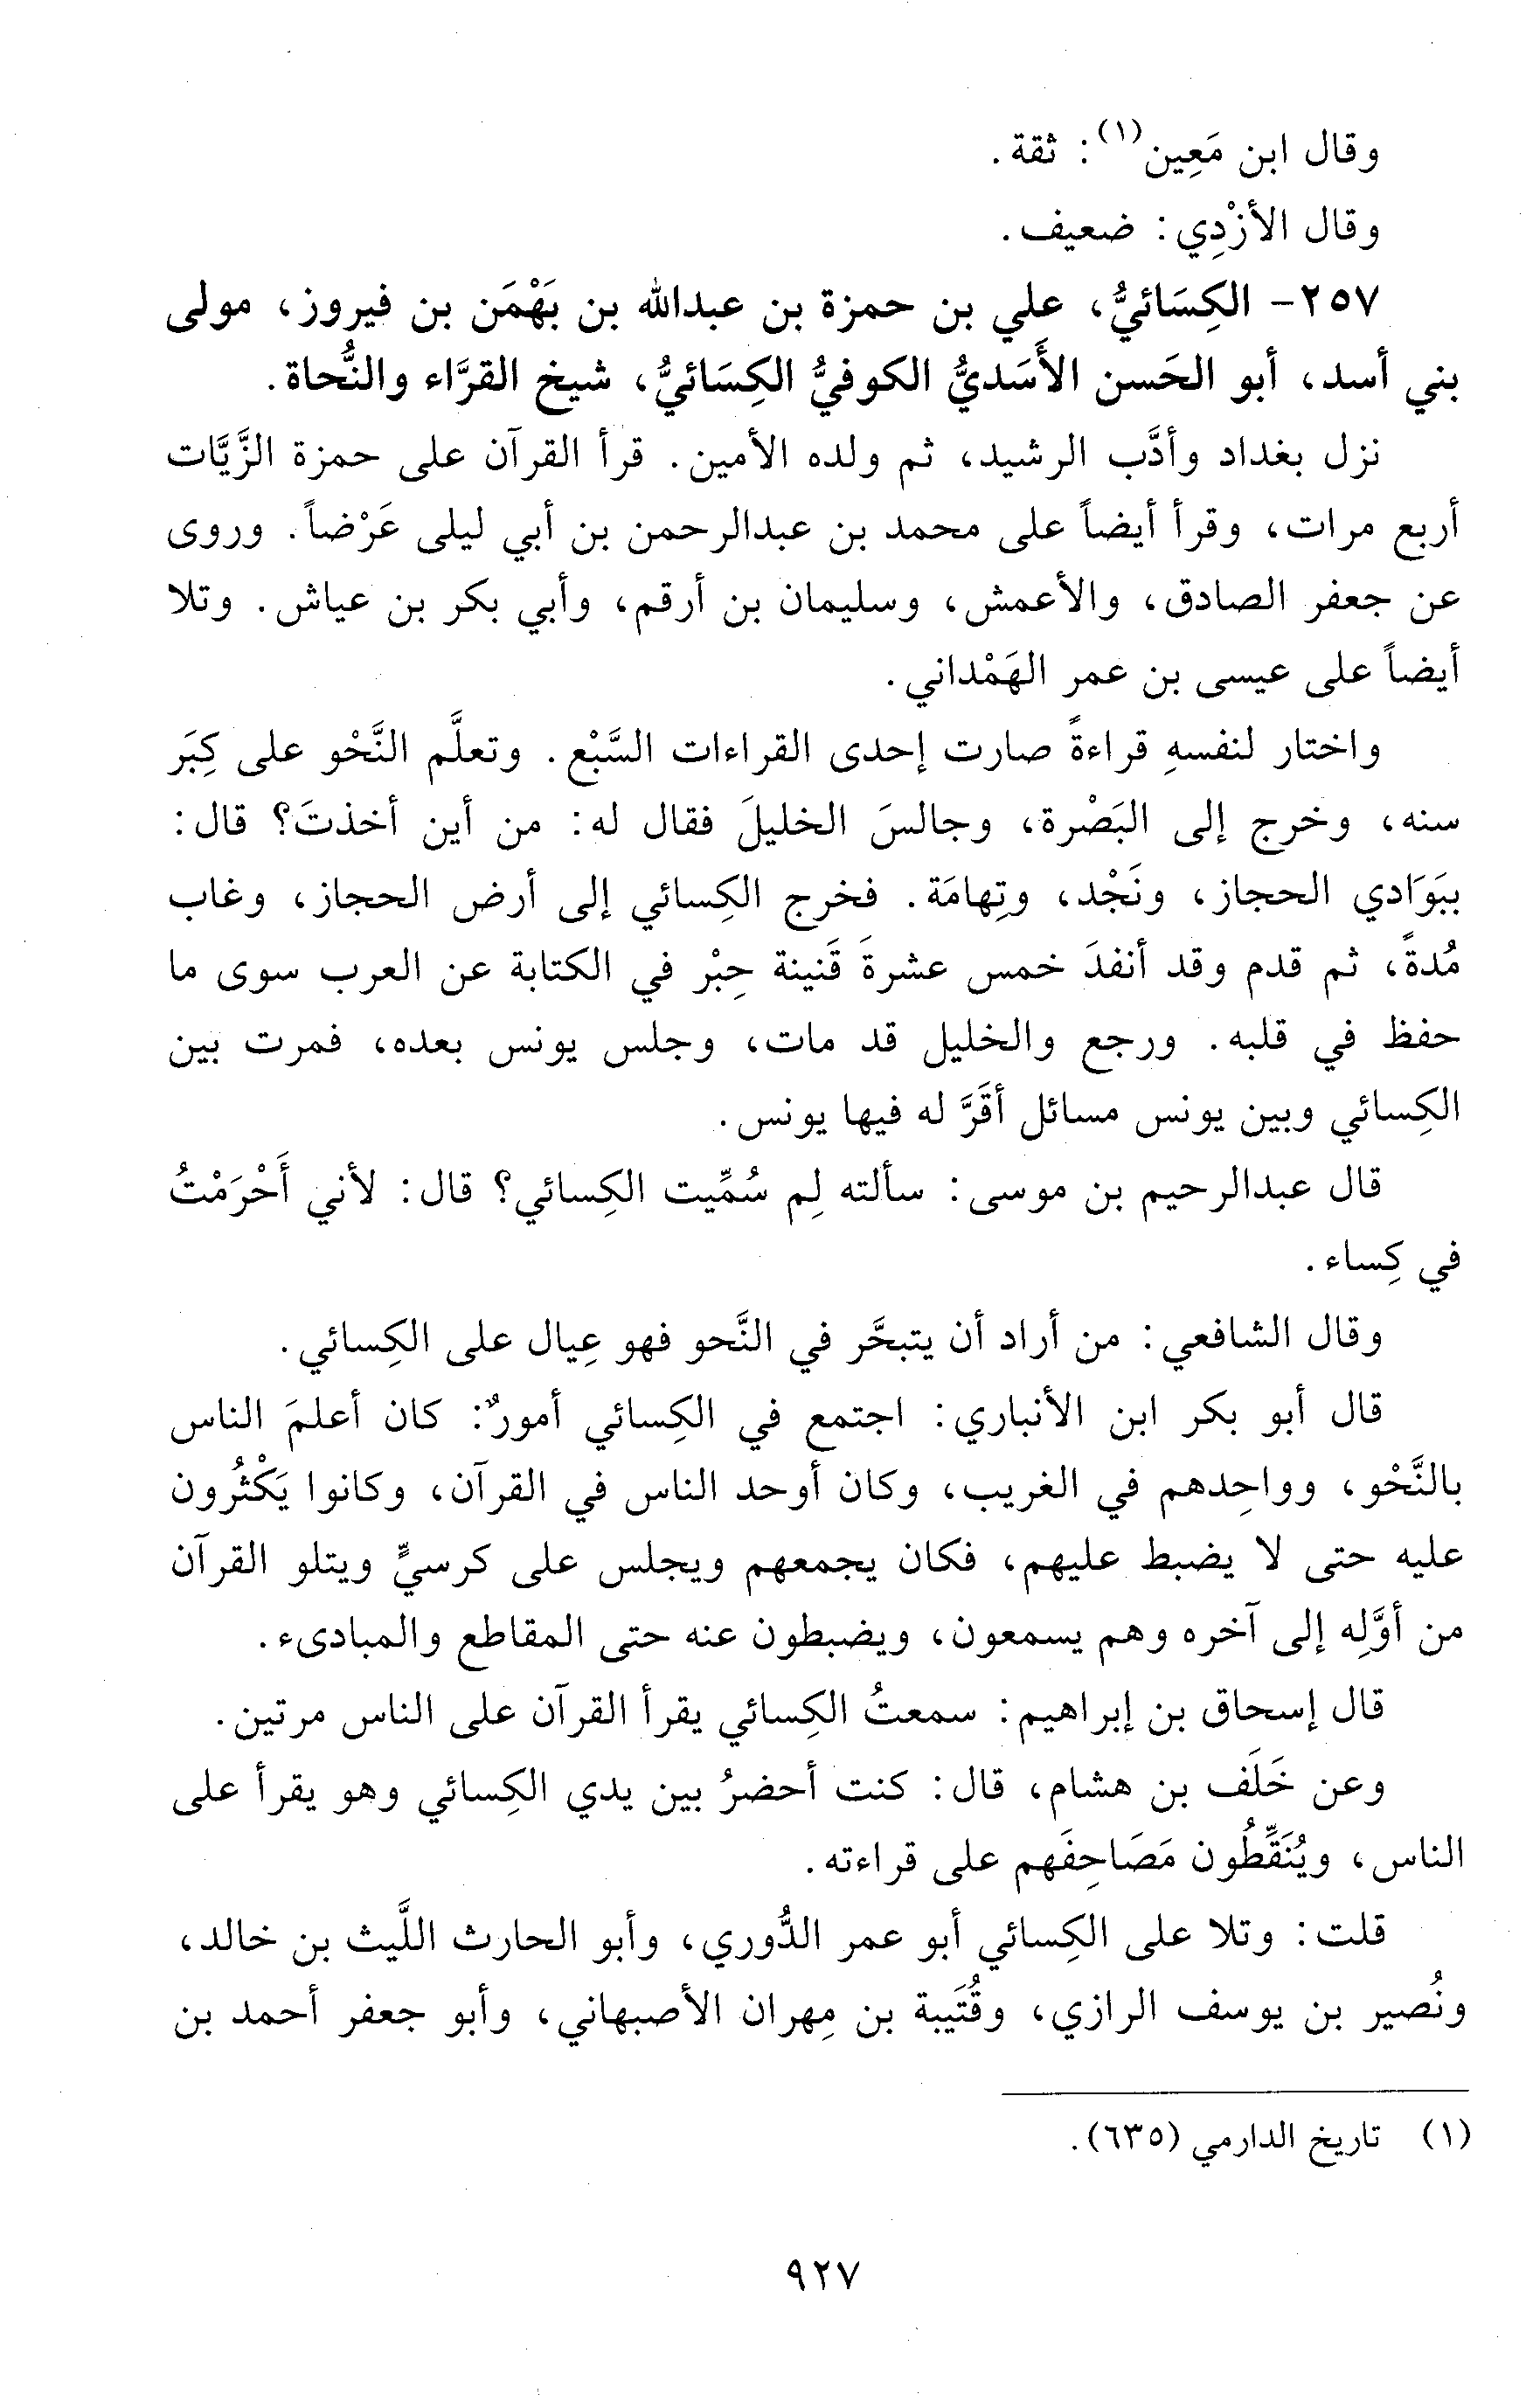 وقال ابن مَعِين(١): ثقة.
وقال الأزْدِي: ضعيف.
٢٥٧- الكِسَائيُّ، علي بن حمزة بن عبدالله بن بَهْمَن بن فيروز، مولى
بني أسد، أبو الحَسن الأَسَديُّ الكوفيُّ الكِسَائيُّ، شيخ القرَّاء والنُّحاة.
نزل بغداد وأدَّب الرشيد، ثم ولده الأمين. قرأ القرآن على حمزة الزَّيَّات
أربع مرات، وقرأ أيضاً على محمد بن عبدالرحمن بن أبي ليلى عَرْضاً. وروى
عن جعفر الصادق، والأعمش، وسليمان بن أرقم، وأبي بكر بن عياش. وتلا
أيضاً على عيسى بن عمر الهَمْداني.
واختار لنفسهِ قراءةً صارت إحدى القراءات السَّبْع. وتعلَّم النَّحْو على كِبَر
سنه، وخرج إلى البَصْرة، وجالسَ الخليلَ فقال له: من أين أخذتَ؟ قال:
ببَوَادي الحجاز، ونَجْد، وتِهامَة. فخرج الكِسائي إلى أرض الحجاز، وغاب
مُدةً، ثم قدم وقد أنفدَ خمس عشرةَ قَنينة حِبْر في الكتابة عن العرب سوى ما
حفظ في قلبه. ورجع والخليل قد مات، وجلس يونس بعده، فمرت بين
الكِسائي وبين يونس مسائل أقَرَّ له فيها يونس.
قال عبدالرحيم بن موسى: سألته لِم سُمِّيت الكِسائي؟ قال: لأني أَحْرَمْتُ
في كِساء.
وقال الشافعي: من أراد أن يتبحَّر في النَّحو فهو عِيال على الكِسائي.
قال أبو بكر ابن الأنباري: اجتمع في الكِسائي أمورٌ: كان أعلمَ الناس
بالنَّحْو، وواحِدهم في الغريب، وكان أوحد الناس في القرآن، وكانوا يَكْثُرون
عليه حتى لا يضبط عليهم، فكان يجمعهم ويجلس على كرسيٍّ ويتلو القرآن
من أوَّلِه إلى آخره وهم يسمعون، ويضبطون عنه حتى المقاطع والمبادىء.
قال إسحاق بن إبراهيم: سمعتُ الكِسائي يقرأ القرآن على الناس مرتين.
وعن خَلَف بن هشام، قال: كنت أحضرُ بين يدي الكِسائي وهو يقرأ على
الناس، ويُنَقِّطُون مَصَاحِفَهم على قراءته.
قلت: وتلا على الكِسائي أبو عمر الدُّوري، وأبو الحارث اللَّيث بن خالد،
ونُصير بن يوسف الرازي، وقُتَيبة بن مِهران الأصبهاني، وأبو جعفر أحمد بن
(١) تاريخ الدارمي (٦٣٥).
٩٢٧